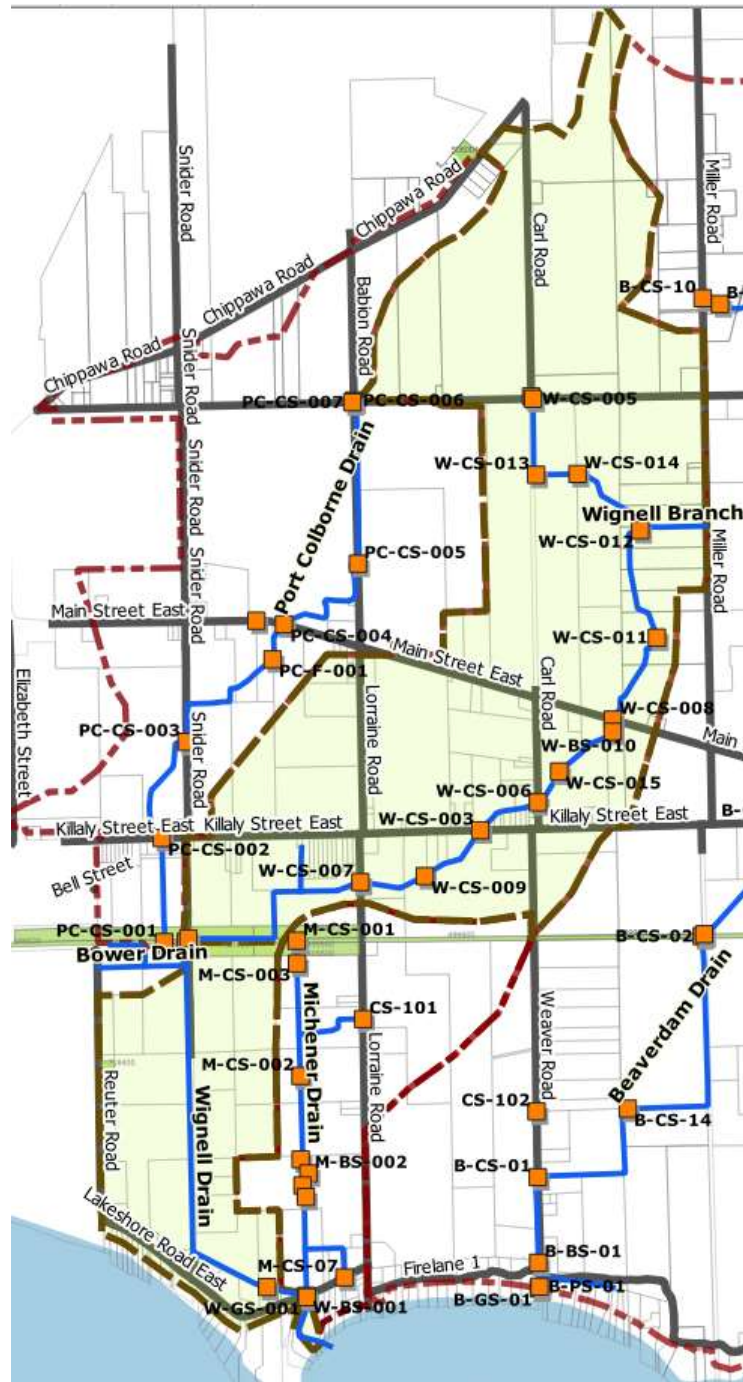 Snider Road
Chippawa Road
Carl Road
Miller Road
B-CS-10
B-
Chippawa Road
Babion Road
Snider Road
Chippawa Road
PC-CS-007
PC-CS-006
W-CS-005
Snider Road
Port Colborne Drain
W-CS-013
W-CS-014
Wignell Branch
W-CS-012
Miller Road
Snider Road
PC-CS-005
Main Street East
PC-CS-004
W-CS-011
PC-F-001
Main Street East
Elizabeth Street
Lorraine Road
Carl Road
W-CS-008
PC-CS-003
Snider Road
W-BS-010
Main
W-CS-015
W-CS-006
Killaly Street East
Killaly Street East
W-CS-003
Killaly Street East
B-
PC-CS-002
Bell Street
W-CS-007
W-CS-009
PC-CS-001
M-CS-001
B-CS-02
Bower Drain
M-CS-003
Michener Drain
CS-101
Weaver Road
Beaverdam Drain
M-CS-002
Lorraine Road
Reuter Road
Wignell Drain
CS-102
B-CS-14
M-BS-002
B-CS-01
Lakeshore Road East
M-CS-07
Firelane 1
B-BS-01
W-GS-001
W-BS-001
B-GS-01
B-PS-01